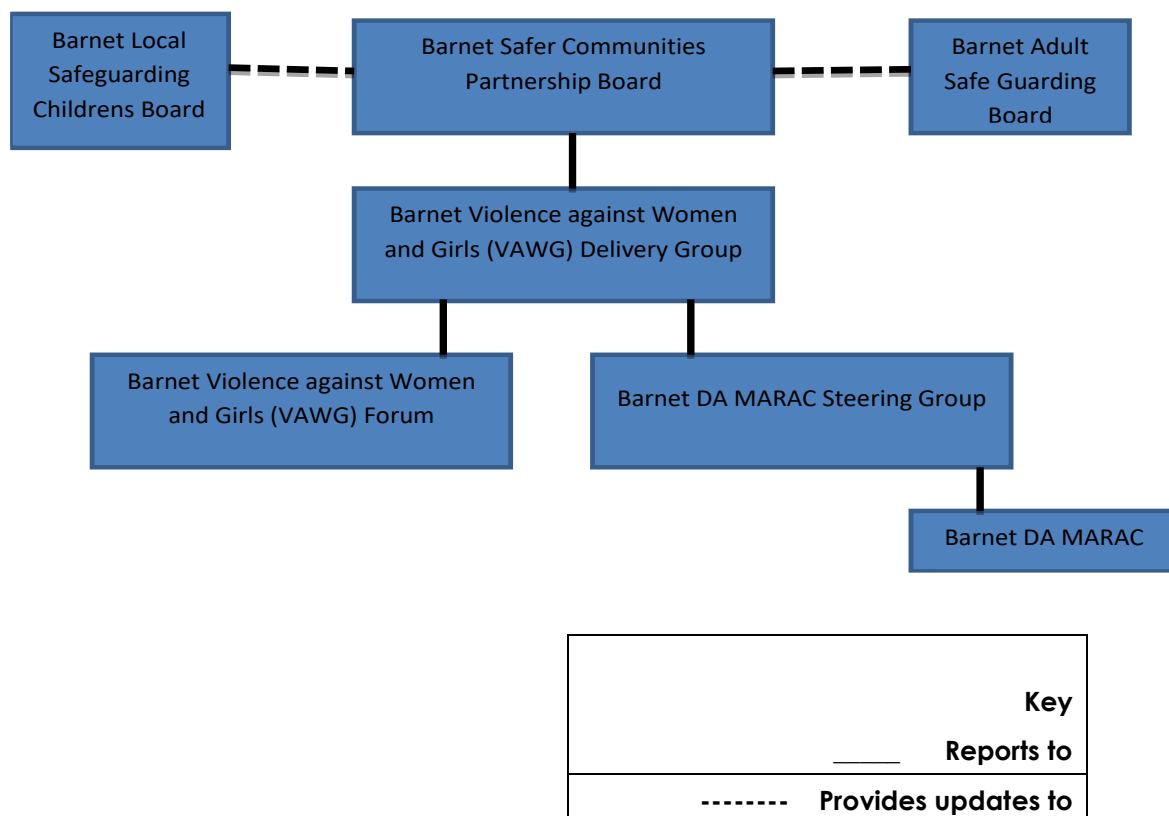 Barnet Local
Safeguarding
Childrens Board
Barnet Safer Communities
Partnership Board
Barnet Adult
Safe Guarding
Board
Barnet Violence against Women
and Girls (VAWG) Delivery Group
Barnet Violence against Women
and Girls (VAWG) Forum
Barnet DA MARAC Steering Group
Barnet DA MARAC
Key
_____ Reports to
-------- Provides updates to